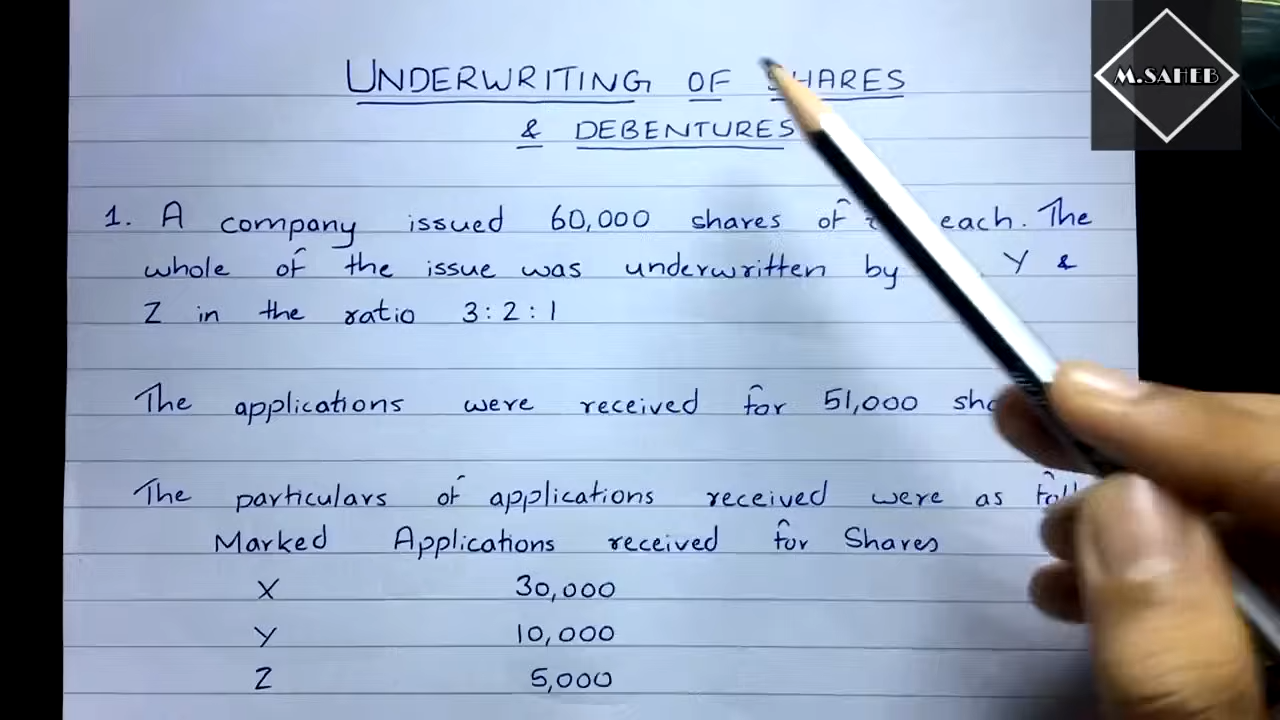 M.SAHEB
UNDERWRITING OF SHARES
& DEBENTURES
1. A company issued 60,000 shares of each. The
whole of the issue was underwritten by Y &
Z in the ratio 3:2:1
The applications were received for 51,000
The particulars of applications received were as
Marked Applications received for Shares
X 30,000
Y 10,000
Z 5,000